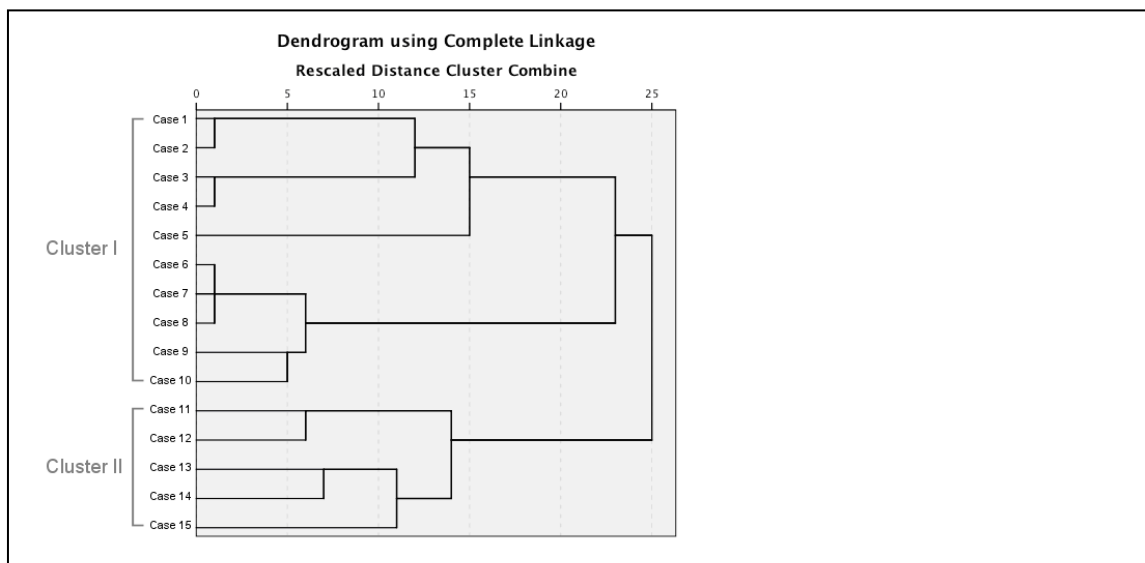 Dendrogram using Complete Linkage
Rescaled Distance Cluster Combine
0 5 10 15 20 25
Case 1
Case 2
Case 3
Case 4
Case 5
Cluster I
Case 6
Case 7
Case 8
Case 9
Case 10
Case 11
Case 12
Cluster II
Case 13
Case 14
Case 15